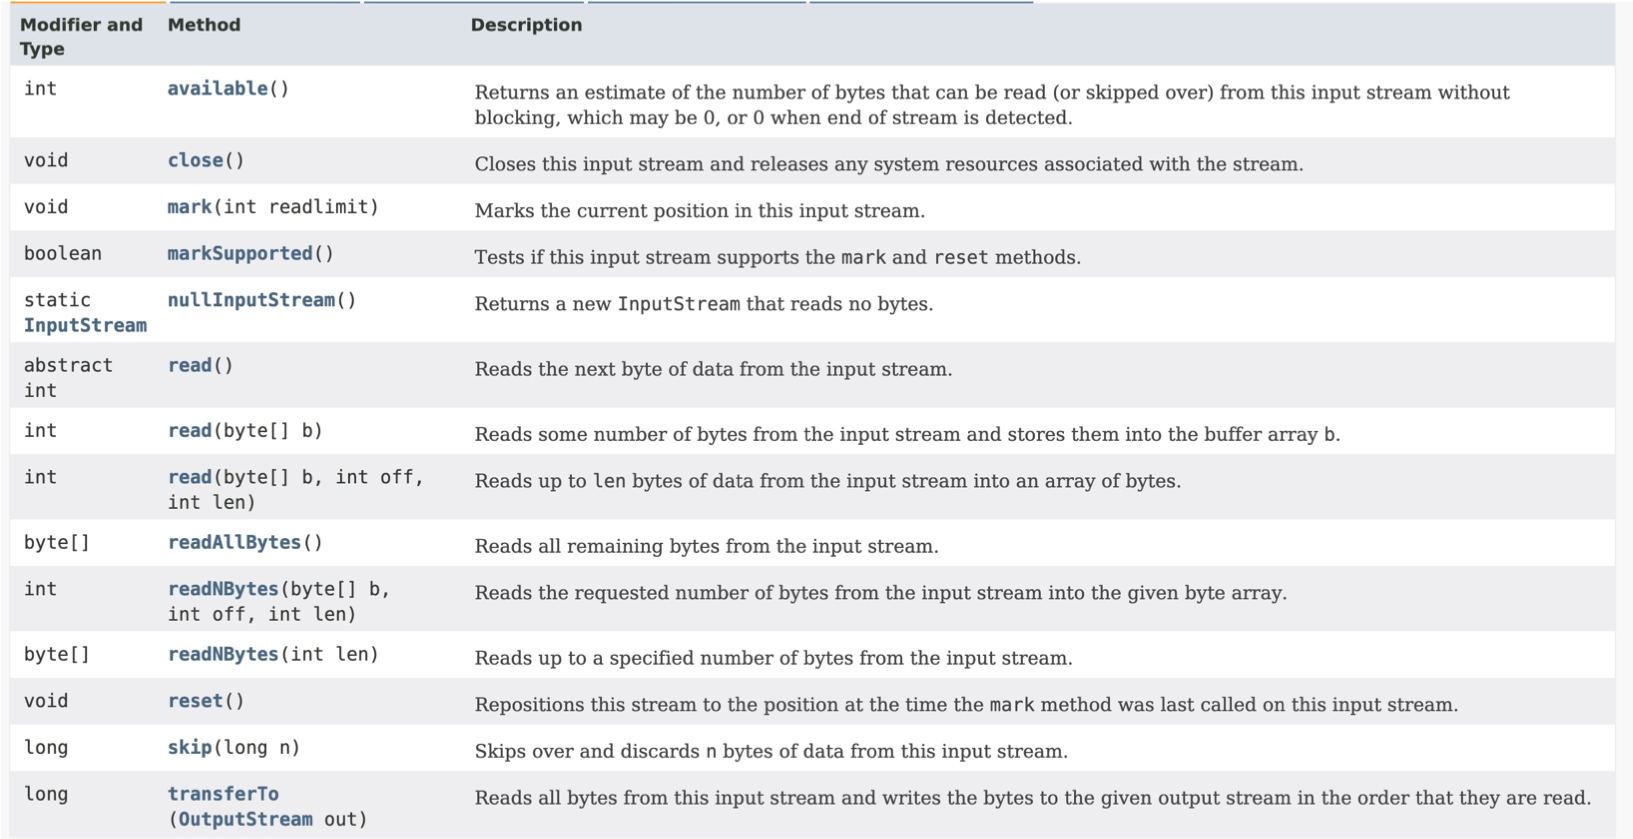 Modifier and Type Method Description
int available() Returns an estimate of the number of bytes that can be read (or skipped over) from this input stream without
blocking, which may be 0, or 0 when end of stream is detected.
void close() Closes this input stream and releases any system resources associated with the stream.
void mark(int readlimit) Marks the current position in this input stream.
boolean markSupported() Tests if this input stream supports the mark and reset methods.
static nullInputStream() Returns a new InputStream that reads no bytes.
InputStream
abstract read() Reads the next byte of data from the input stream.
int
int read(byte[] b) Reads some number of bytes from the input stream and stores them into the buffer array b.
int read(byte[] b, int off, Reads up to len bytes of data from the input stream into an array of bytes.
int len)
byte[] readAllBytes() Reads all remaining bytes from the input stream.
int readNBytes(byte[] b, Reads the requested number of bytes from the input stream into the given byte array.
int off, int len)
byte[] readNBytes(int len) Reads up to a specified number of bytes from the input stream.
void reset() Repositions this stream to the position at the time the mark method was last called on this input stream.
long skip(long n) Skips over and discards n bytes of data from this input stream.
long transferTo Reads all bytes from this input stream and writes the bytes to the given output stream in the order that they are read.
(OutputStream out)